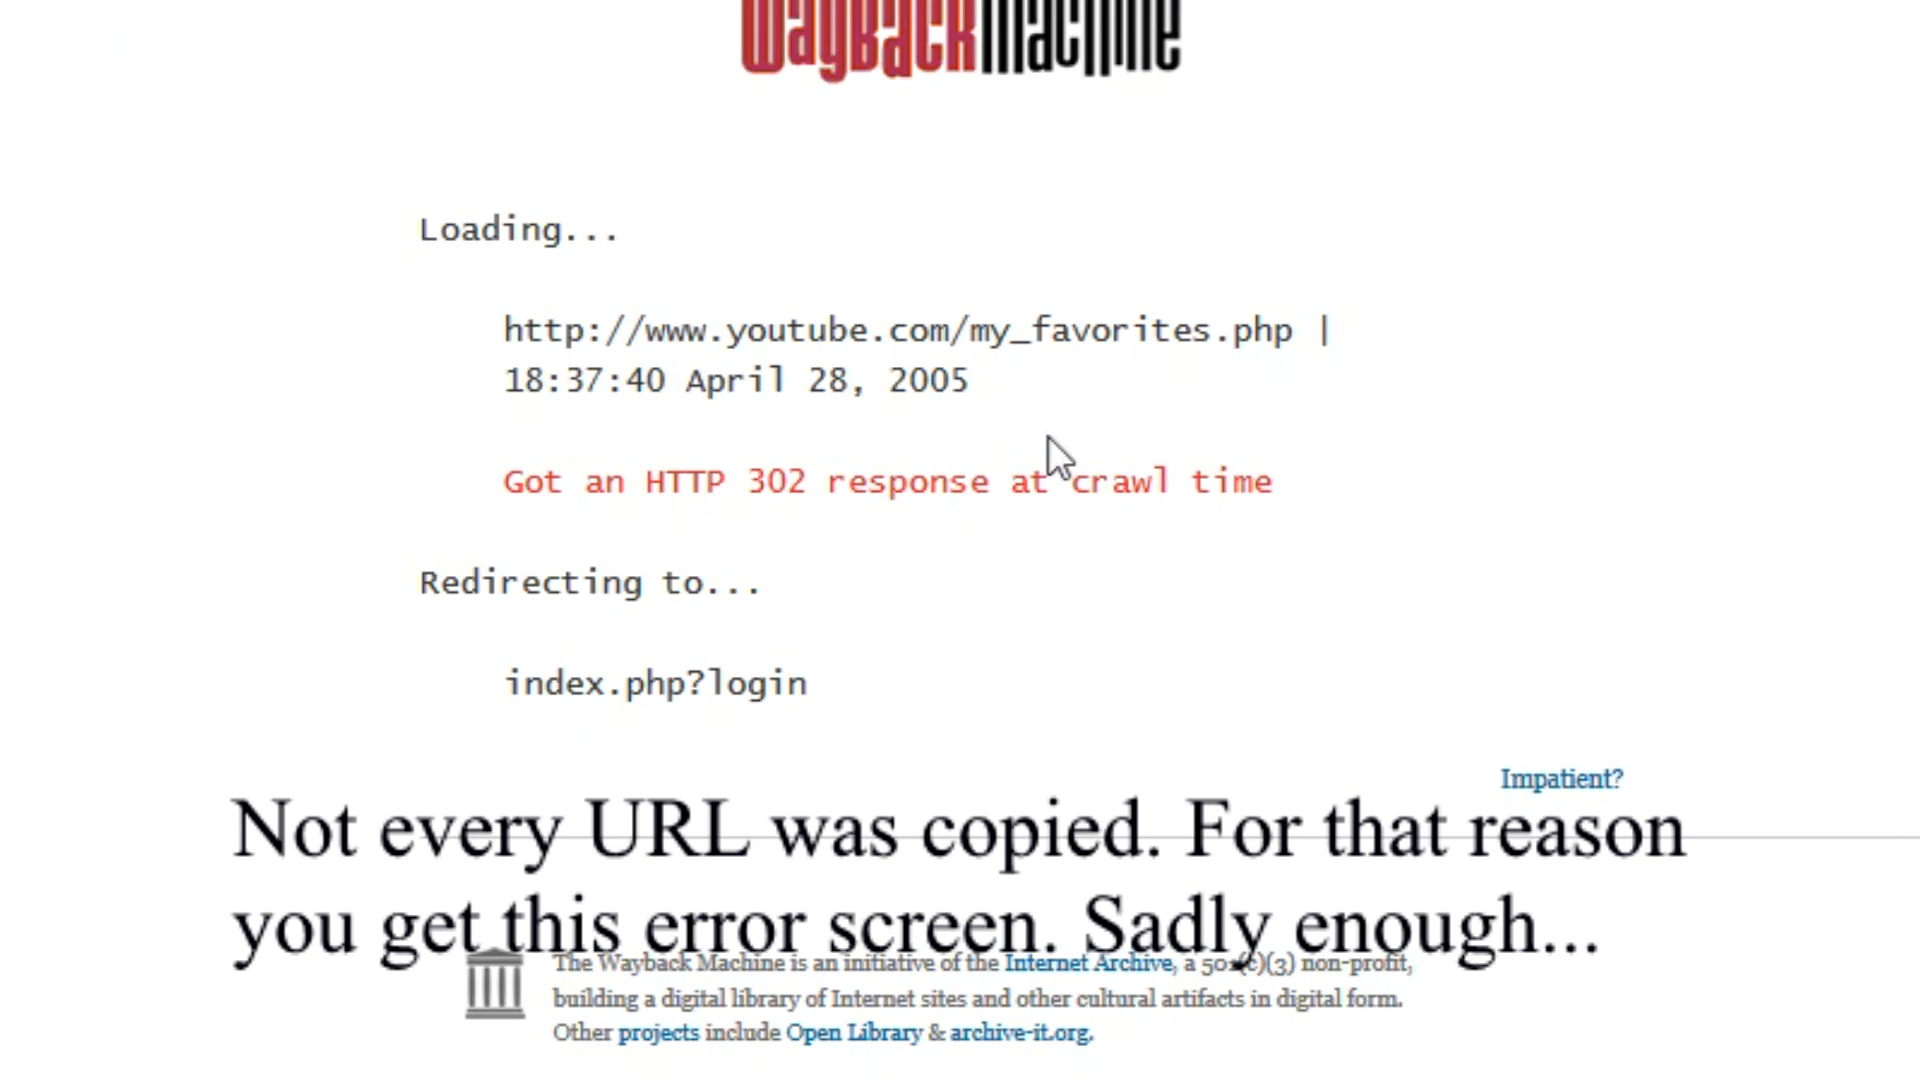 WayBackMachine
Loading...
http://www.youtube.com/my_favorites.php |
18:37:40 April 28, 2005
Got an HTTP 302 response at crawl time
Redirecting to...
index.php?login
Impatient?
Not every URL was copied. For that reason
you get this error screen. Sadly enough...
The Wayback Machine is an initiative of the Internet Archive, a 501(c)(3) non-profit,
building a digital library of Internet sites and other cultural artifacts in digital form.
Other projects include Open Library & archive-it.org.